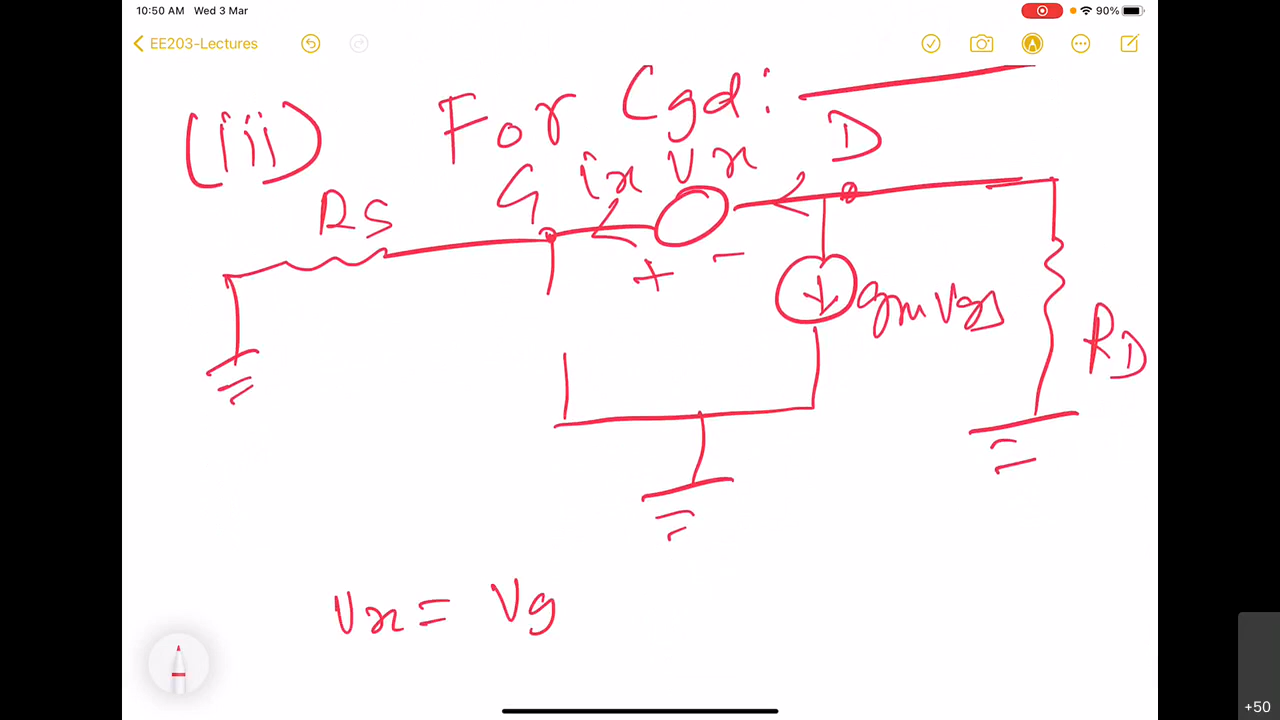 10:50 AM Wed 3 Mar
90%
EE203-Lectures
(iii) For Cgd:
D
G ix Vx
RS
+ -
gmVgs
RD
Vx = Vg
+50